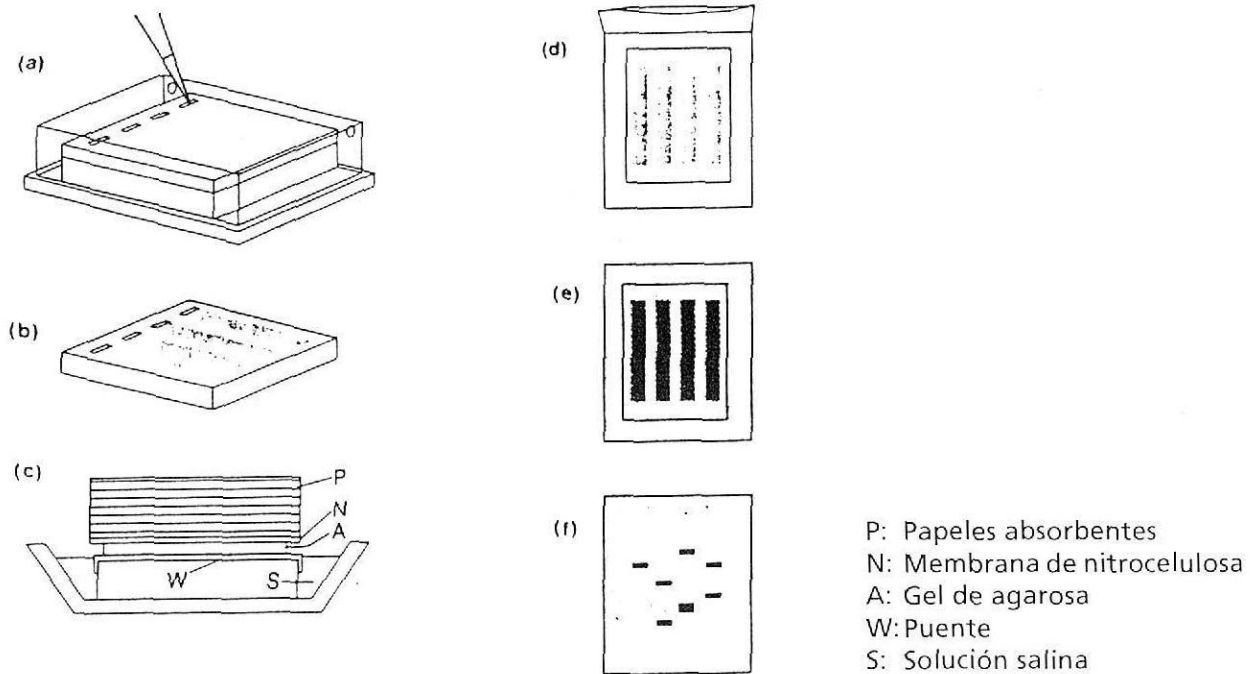 (a)
(b)
(c)
P
N
A
W
S
(d)
(e)
(f)
P: Papeles absorbentes
N: Membrana de nitrocelulosa
A: Gel de agarosa
W: Puente
S: Solución salina